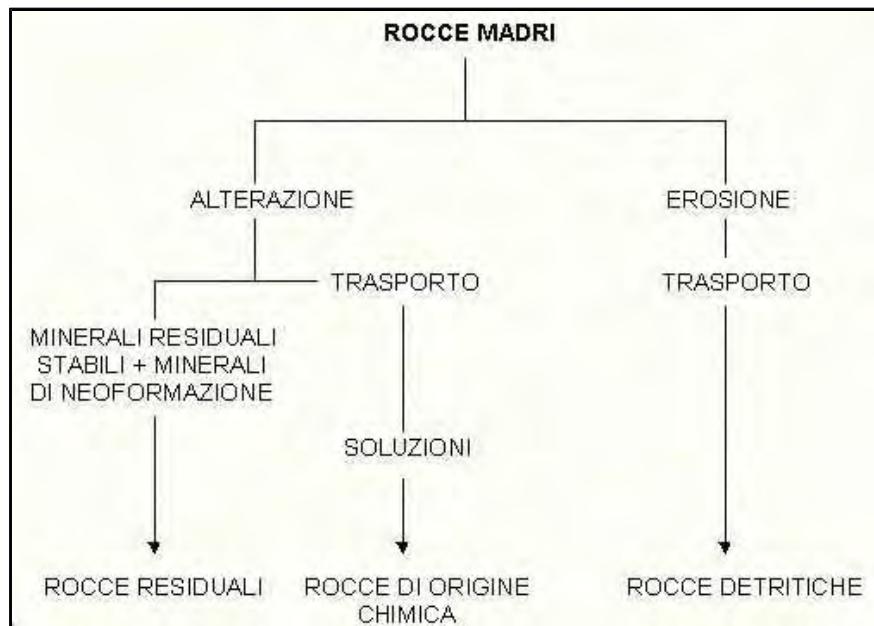 ROCCE MADRI
ALTERAZIONE
EROSIONE
TRASPORTO
TRASPORTO
MINERALI RESIDUALI
STABILI + MINERALI
DI NEOFORMAZIONE
SOLUZIONI
ROCCE RESIDUALI
ROCCE DI ORIGINE
CHIMICA
ROCCE DETRITICHE